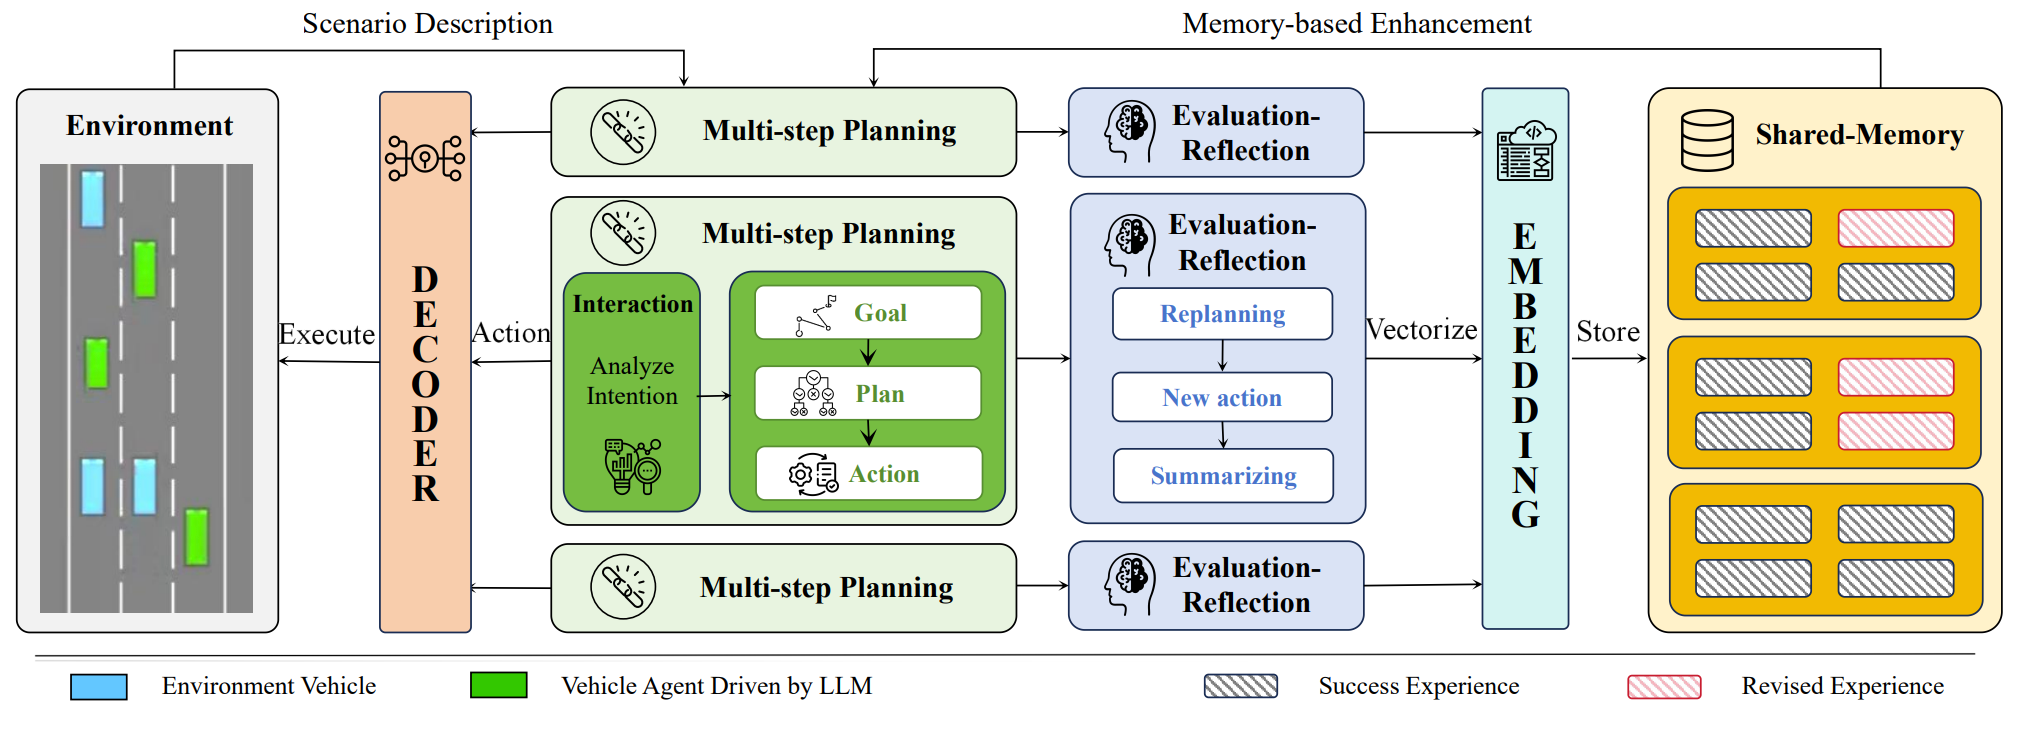 Scenario Description
Memory-based Enhancement
Environment
Execute
DECODER
Action
Multi-step Planning
Multi-step Planning
Interaction
Analyze
Intention
Goal
Plan
Action
Multi-step Planning
Evaluation-
Reflection
Evaluation-
Reflection
Replanning
New action
Summarizing
Evaluation-
Reflection
Vectorize
EMBEDDING
Store
Shared-Memory
Environment Vehicle
Vehicle Agent Driven by LLM
Success Experience
Revised Experience